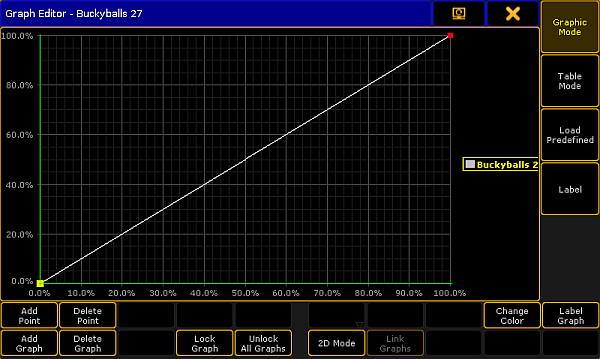 Graph Editor - Buckyballs 27
Graphic
Mode
Table
Mode
Load
Predefined
Label
100.0%
80.0%
60.0%
40.0%
20.0%
0.0%
Buckyballs 2
0.0% 10.0% 20.0% 30.0% 40.0% 50.0% 60.0% 70.0% 80.0% 90.0% 100.0%
Add
Point
Delete
Point
Change
Color
Label
Graph
Add
Graph
Delete
Graph
Lock
Graph
Unlock
All Graphs
2D Mode
Link
Graphs